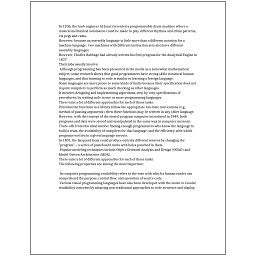 In 1206, the Arab engineer Al-Jazari invented a programmable drum machine where a
musical mechanical automaton could be made to play different rhythms and drum patterns,
via pegs and cams.
However, because an assembly language is little more than a different notation for a
machine language, two machines with different instruction sets also have different
assembly languages.
However, Charles Babbage had already written his first program for the Analytical Engine in
1837.
Their jobs usually involve:
Although programming has been presented in the media as a somewhat mathematical
subject, some research shows that good programmers have strong skills in natural human
languages, and that learning to code is similar to learning a foreign language.
Some languages are more prone to some kinds of faults because their specification does not
require compilers to perform as much checking as other languages.
It involves designing and implementing algorithms, step-by-step specifications of
procedures, by writing code in one or more programming languages.
There exist a lot of different approaches for each of those tasks.
Provided the functions in a library follow the appropriate run-time conventions (e.g.,
method of passing arguments), then these functions may be written in any other language.
However, with the concept of the stored-program computer introduced in 1949, both
programs and data were stored and manipulated in the same way in computer memory.
Trade-offs from this ideal involve finding enough programmers who know the language to
build a team, the availability of compilers for that language, and the efficiency with which
programs written in a given language execute.
In 1801, the Jacquard loom could produce entirely different weaves by changing the
"program" – a series of pasteboard cards with holes punched in them.
Popular modeling techniques include Object-Oriented Analysis and Design (OOAD) and
Model-Driven Architecture (MDA).
There exist a lot of different approaches for each of those tasks.
The following properties are among the most important:
In computer programming, readability refers to the ease with which a human reader can
comprehend the purpose, control flow, and operation of source code.
Various visual programming languages have also been developed with the intent to resolve
readability concerns by adopting non-traditional approaches to code structure and display.